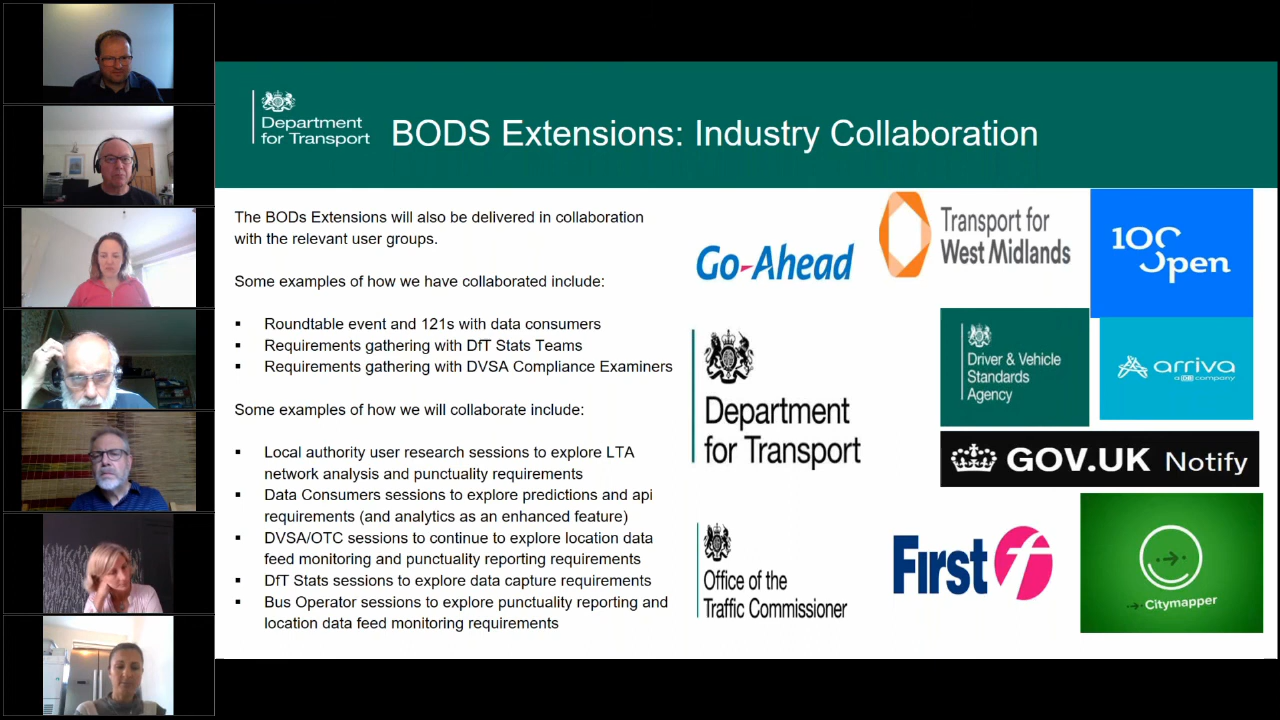 Department
for Transport
BODS Extensions: Industry Collaboration
The BODs Extensions will also be delivered in collaboration
with the relevant user groups.
Some examples of how we have collaborated include:
▪ Roundtable event and 121s with data consumers
▪ Requirements gathering with DfT Stats Teams
▪ Requirements gathering with DVSA Compliance Examiners
Some examples of how we will collaborate include:
▪ Local authority user research sessions to explore LTA
network analysis and punctuality requirements
▪ Data Consumers sessions to explore predictions and api
requirements (and analytics as an enhanced feature)
▪ DVSA/OTC sessions to continue to explore location data
feed monitoring and punctuality reporting requirements
▪ DfT Stats sessions to explore data capture requirements
▪ Bus Operator sessions to explore punctuality reporting and
location data feed monitoring requirements
Go-Ahead
Transport for
West Midlands
100
Open
Department
for Transport
Driver & Vehicle
Standards
Agency
arriva
a DB company
GOV.UK Notify
Office of the
Traffic Commissioner
First f
Citymapper